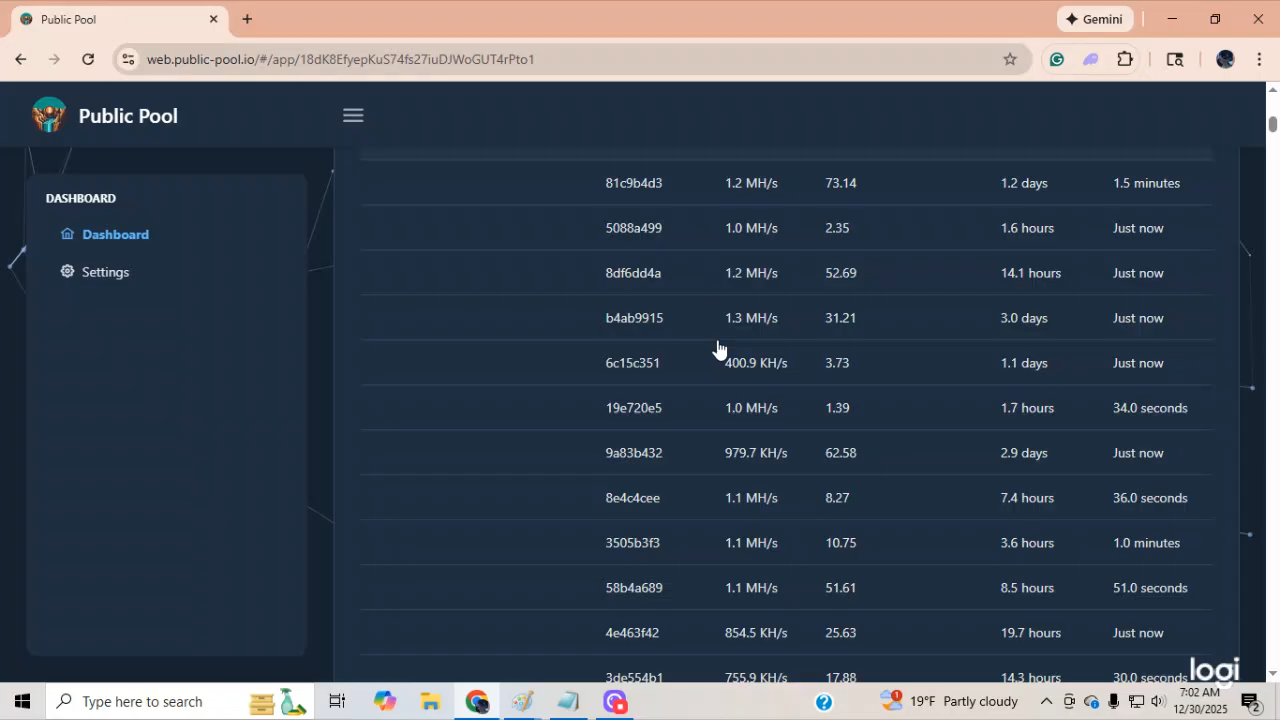 Public Pool
Gemini
web.public-pool.io/#/app/18dK8EfyepKuS74fs27iuDJWoGUT4rPto1
Public Pool
DASHBOARD
Dashboard
Settings
81c9b4d3 1.2 MH/s 73.14 1.2 days 1.5 minutes
5088a499 1.0 MH/s 2.35 1.6 hours Just now
8df6dd4a 1.2 MH/s 52.69 14.1 hours Just now
b4ab9915 1.3 MH/s 31.21 3.0 days Just now
6c15c351 400.9 KH/s 3.73 1.1 days Just now
19e720e5 1.0 MH/s 1.39 1.7 hours 34.0 seconds
9a83b432 979.7 KH/s 62.58 2.9 days Just now
8e4c4cee 1.1 MH/s 8.27 7.4 hours 36.0 seconds
3505b3f3 1.1 MH/s 10.75 3.6 hours 1.0 minutes
58b4a689 1.1 MH/s 51.61 8.5 hours 51.0 seconds
4e463f42 854.5 KH/s 25.63 19.7 hours Just now
3de554b1 755.9 KH/s 17.88 14.3 hours 30.0 seconds
logi
Type here to search
1
19°F Partly cloudy
7:02 AM
12/30/2025
2